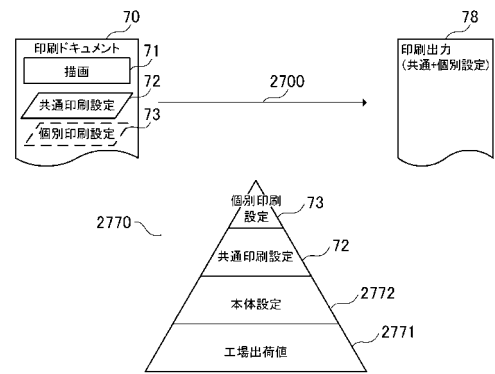 70
印刷ドキュメント
71
描画
72
共通印刷設定
73
個別印刷設定
2700
78
印刷出力
(共通+個別設定)
2770
個別印刷
設定
73
共通印刷設定
72
本体設定
2772
工場出荷値
2771